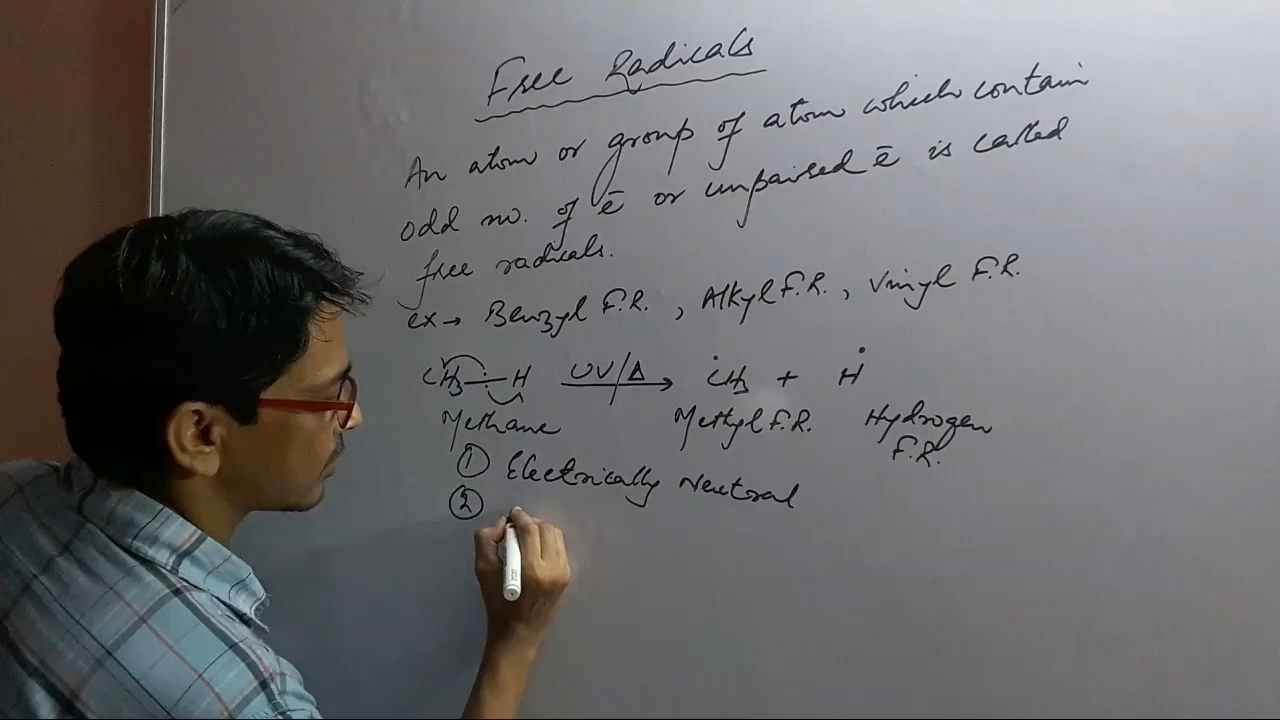 Free Radicals
An atom or group of atom which contain
odd no. of ē or unpaired ē is called
free radicals.
ex→ Benzyl F.R., Alkyl F.R., Vinyl F.R.
CH₃—H UV/Δ → ĊH₃ + Ḣ
Methane Methyl F.R. Hydrogen
F.R.
① Electrically Neutral
②